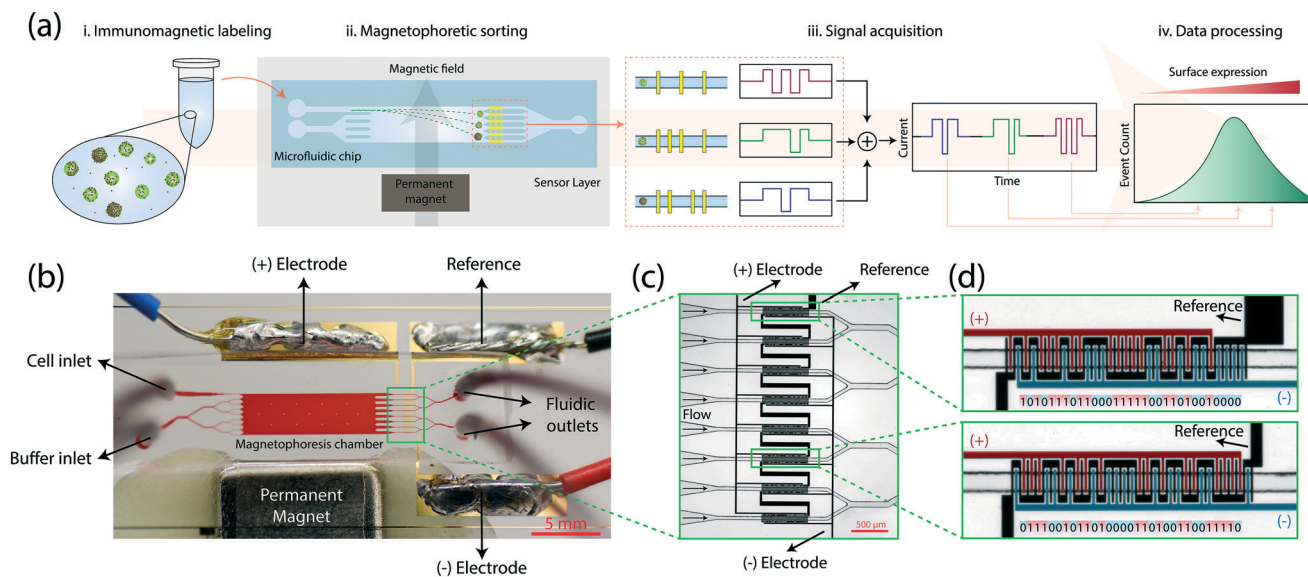 (a)
i. Immunomagnetic labeling
ii. Magnetophoretic sorting
iii. Signal acquisition
iv. Data processing
Magnetic field
Microfluidic chip
Permanent
magnet
Sensor Layer
Current
Time
Surface expression
Event Count
(b)
(+) Electrode
Reference
Cell inlet
Buffer inlet
Magnetophoresis chamber
Fluidic
outlets
Permanent
Magnet
5 mm
(-) Electrode
(c)
(+) Electrode
Reference
Flow
500 µm
(-) Electrode
(d)
Reference
(+)
1010111011000111110011010010000
(-)
Reference
(+)
0111001011010000111011001111110
(-)